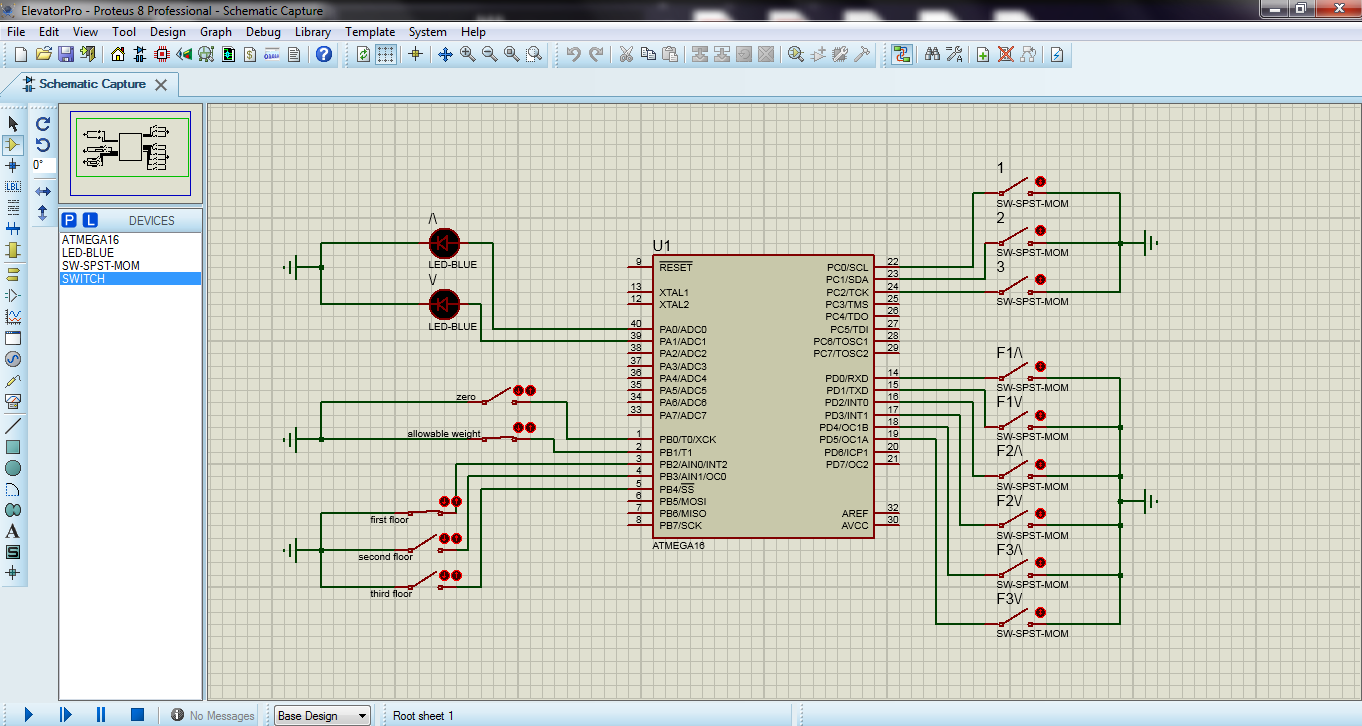 ElevatorPro - Proteus 8 Professional - Schematic Capture
File Edit View Tool Design Graph Debug Library Template System Help
Schematic Capture
0°
LBL
P L DEVICES
ATMEGA16
LED-BLUE
SW-SPST-MOM
SWITCH
A
S
/\
LED-BLUE
V
LED-BLUE
zero
allowable weight
first floor
second floor
third floor
U1
9 RESET
13 XTAL1
12 XTAL2
40 PA0/ADC0
39 PA1/ADC1
38 PA2/ADC2
37 PA3/ADC3
36 PA4/ADC4
35 PA5/ADC5
34 PA6/ADC6
33 PA7/ADC7
1 PB0/T0/XCK
2 PB1/T1
3 PB2/AIN0/INT2
4 PB3/AIN1/OC0
5 PB4/SS
6 PB5/MOSI
7 PB6/MISO
8 PB7/SCK
PC0/SCL 22
PC1/SDA 23
PC2/TCK 24
PC3/TMS 25
PC4/TDO 26
PC5/TDI 27
PC6/TOSC1 28
PC7/TOSC2 29
PD0/RXD 14
PD1/TXD 15
PD2/INT0 16
PD3/INT1 17
PD4/OC1B 18
PD5/OC1A 19
PD6/ICP1 20
PD7/OC2 21
AREF 32
AVCC 30
ATMEGA16
1
SW-SPST-MOM
2
SW-SPST-MOM
3
SW-SPST-MOM
F1/\
SW-SPST-MOM
F1\/
SW-SPST-MOM
F2/\
SW-SPST-MOM
F2V
SW-SPST-MOM
F3/\
SW-SPST-MOM
F3\/
SW-SPST-MOM
No Messages
Base Design
Root sheet 1